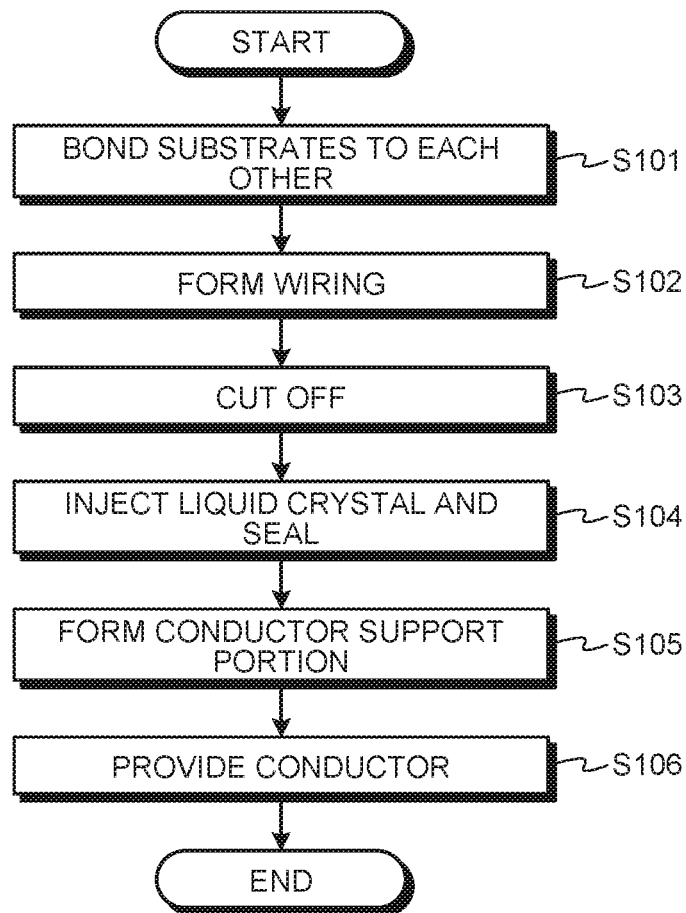 START
BOND SUBSTRATES TO EACH
OTHER
S101
FORM WIRING
S102
CUT OFF
S103
INJECT LIQUID CRYSTAL AND
SEAL
S104
FORM CONDUCTOR SUPPORT
PORTION
S105
PROVIDE CONDUCTOR
S106
END